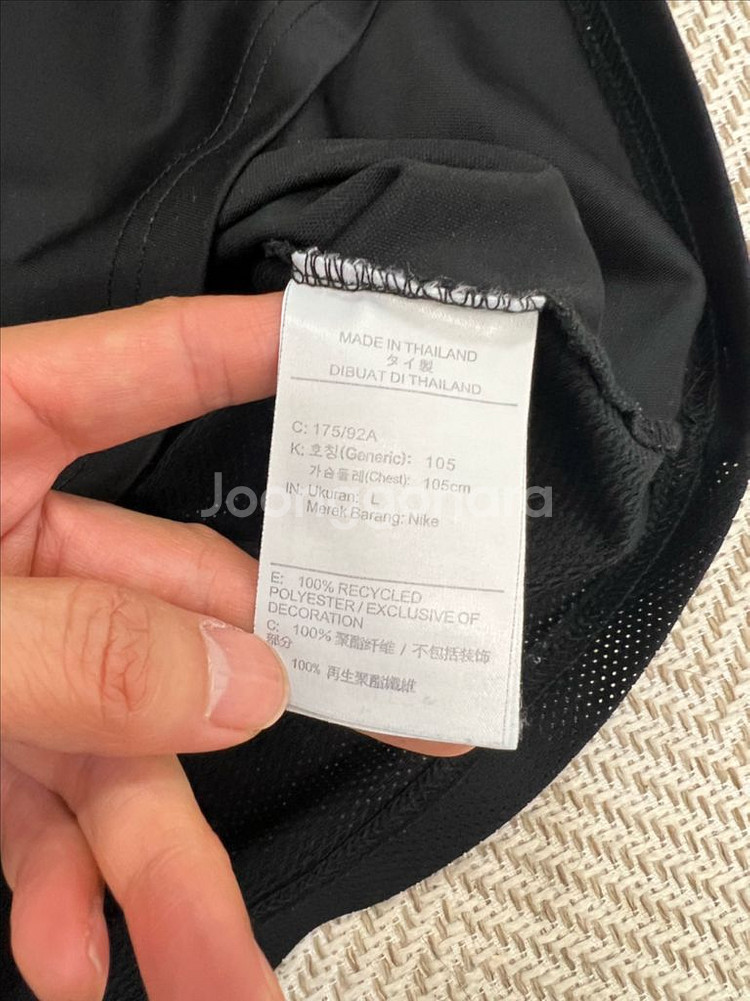 MADE IN THAILAND
タイ製
DIBUAT DI THAILAND
C: 175/92A
K: 호칭(Generic): 105
가슴둘레(Chest): 105cm
IN: Ukuran: L
Merek Barang: Nike
Joonggonara
E: 100% RECYCLED
POLYESTER / EXCLUSIVE OF
DECORATION
C: 100% 聚酯纤维 / 不包括装饰
部分
100% 再生聚酯纖維